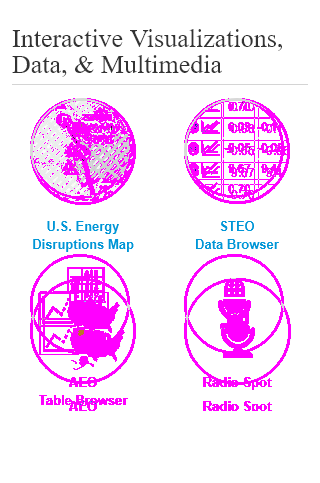 Interactive Visualizations,
Data, & Multimedia
U.S. Energy
Disruptions Map
STEO
Data Browser
AEO
Table Browser
AEO
Radio Spot
Radio Spot